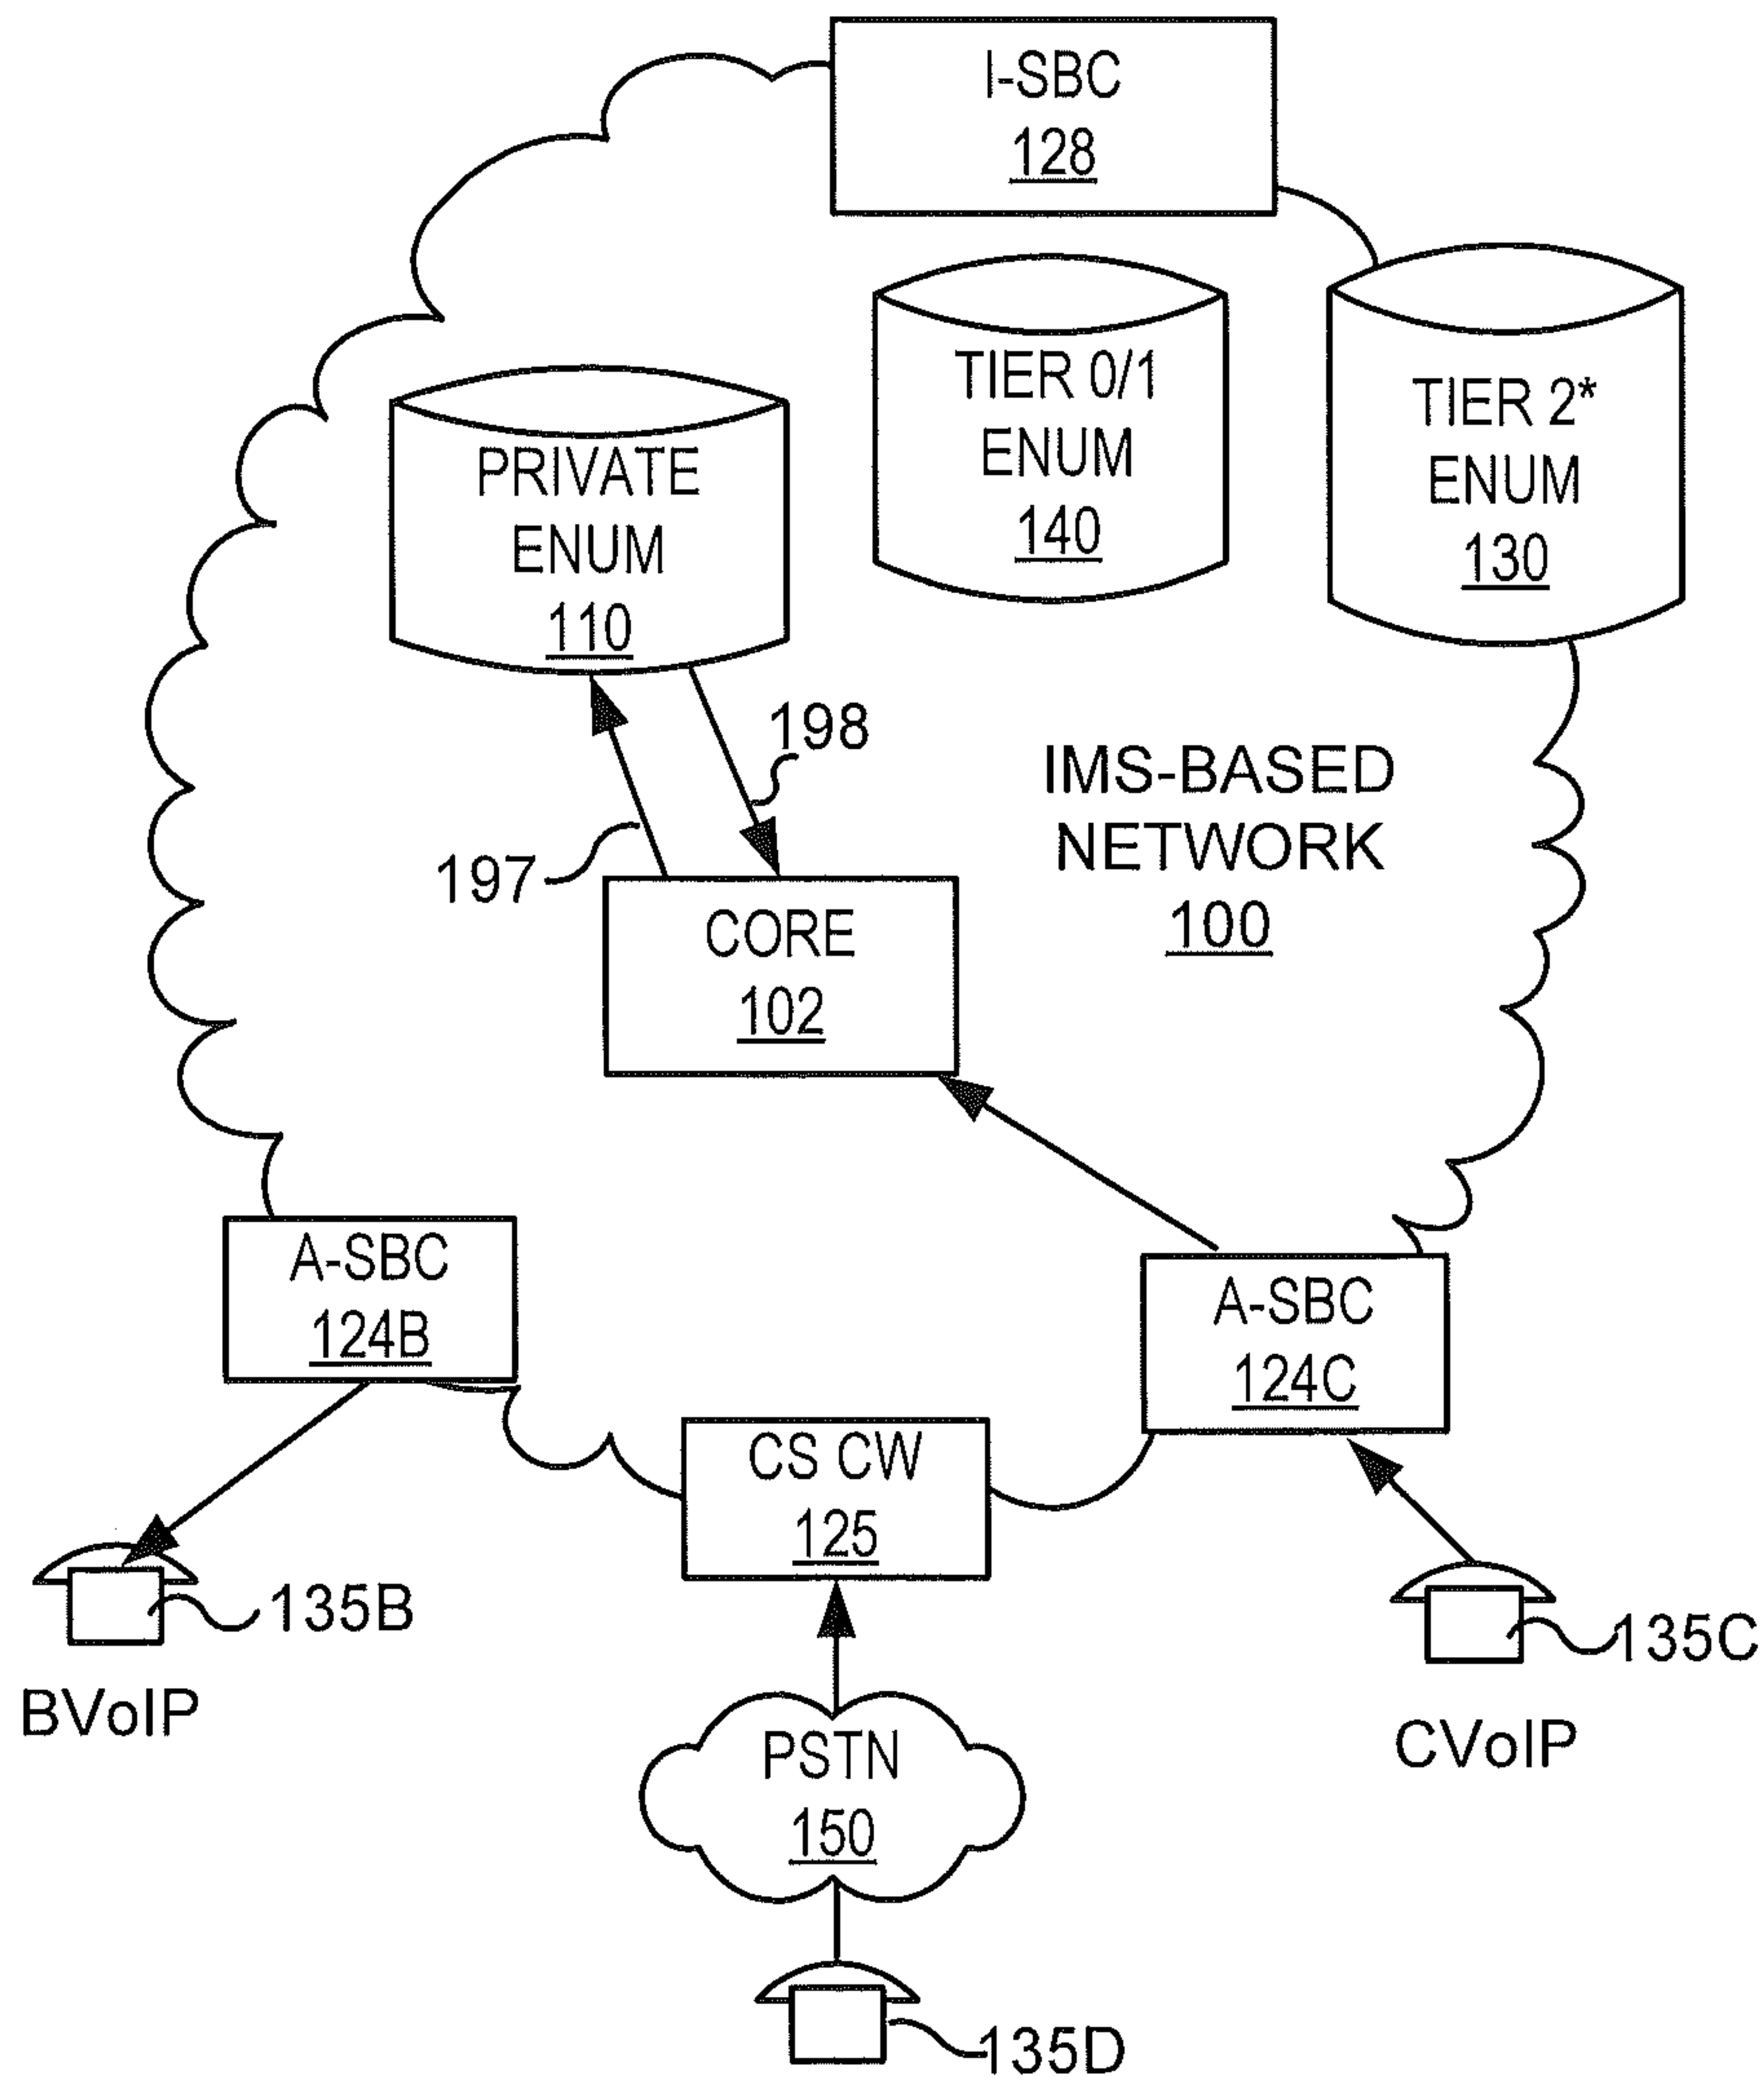 I-SBC
128
TIER 0/1
ENUM
140
TIER 2*
ENUM
130
PRIVATE
ENUM
110
198
197
IMS-BASED
NETWORK
100
CORE
102
A-SBC
124B
A-SBC
124C
CS CW
125
135B
BVoIP
135C
CVoIP
PSTN
150
135D